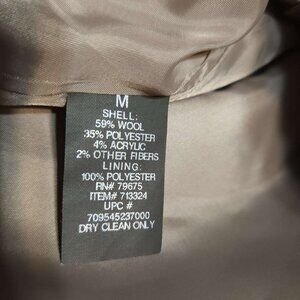 M
SHELL:
59% WOOL
35% POLYESTER
4% ACRYLIC
2% OTHER FIBERS
LINING:
100% POLYESTER
RN# 79675
ITEM# 713324
UPC #
709545237000
DRY CLEAN ONLY